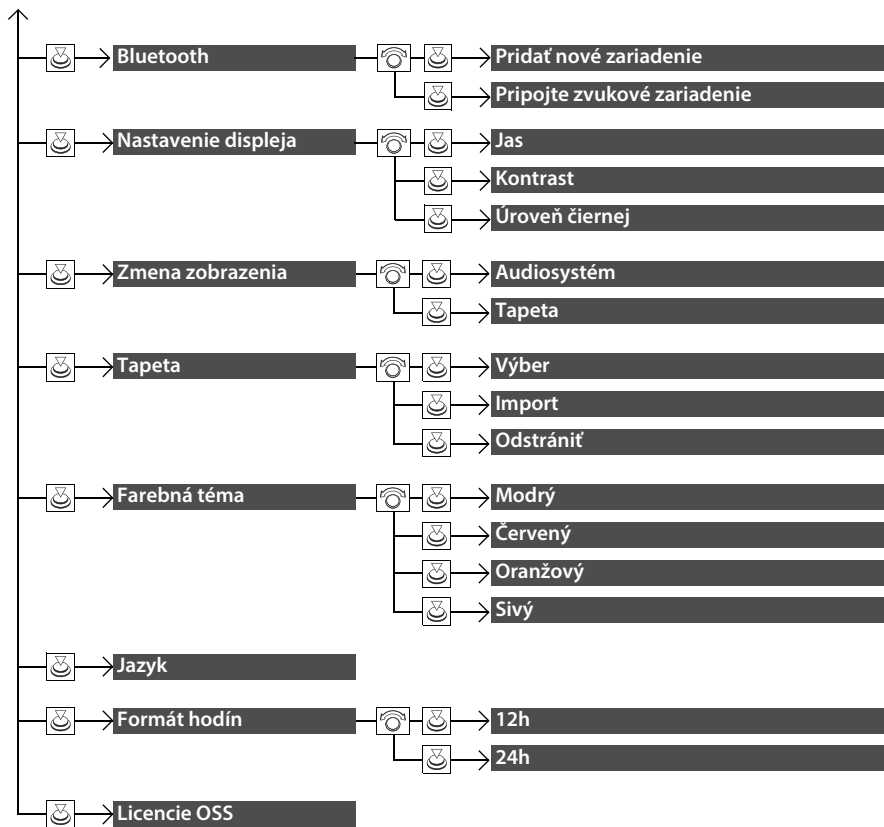 Bluetooth
Pridať nové zariadenie
Pripojte zvukové zariadenie
Nastavenie displeja
Jas
Kontrast
Úroveň čiernej
Zmena zobrazenia
Audiosystém
Tapeta
Tapeta
Výber
Import
Odstrániť
Farebná téma
Modrý
Červený
Oranžový
Sivý
Jazyk
Formát hodín
12h
24h
Licencie OSS